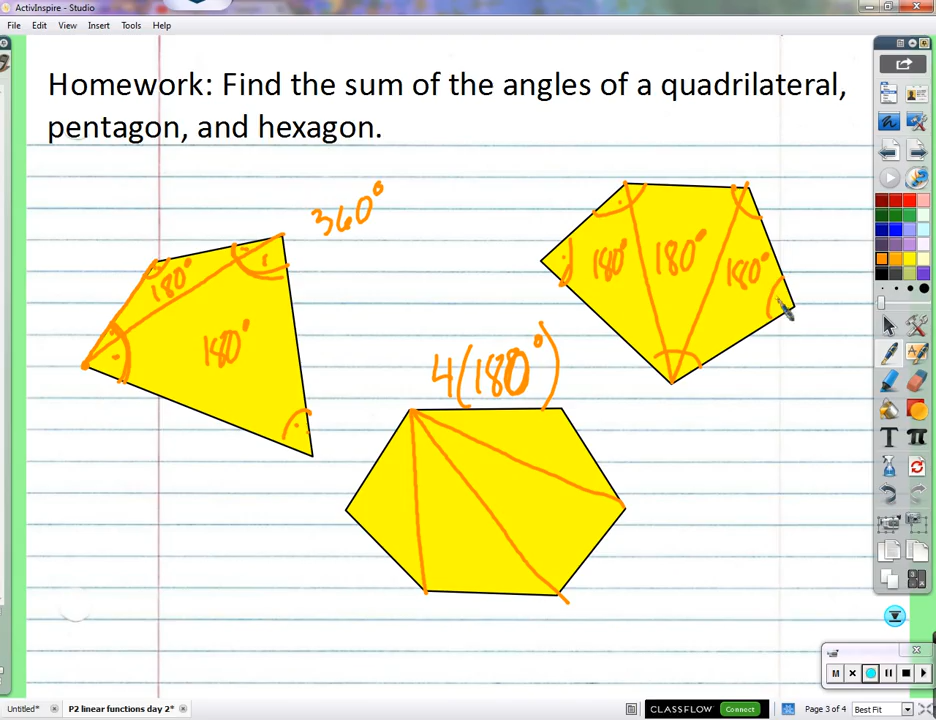 ActivInspire - Studio
File Edit View Insert Tools Help
Homework: Find the sum of the angles of a quadrilateral,
pentagon, and hexagon.
360°
180°
180°
180°
180°
180°
4(180°)
M
Untitled* P2 linear functions day 2* CLASSFLOW Connect Page 3 of 4 Best Fit